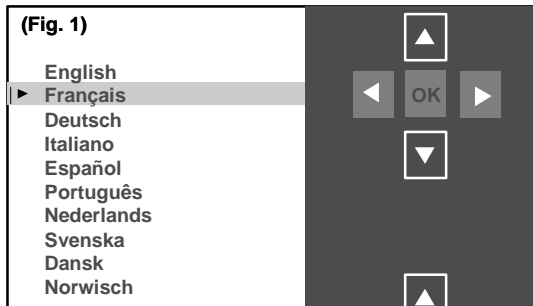 (Fig. 1)
English
Français
Deutsch
Italiano
Español
Português
Nederlands
Svenska
Dansk
Norwisch
OK